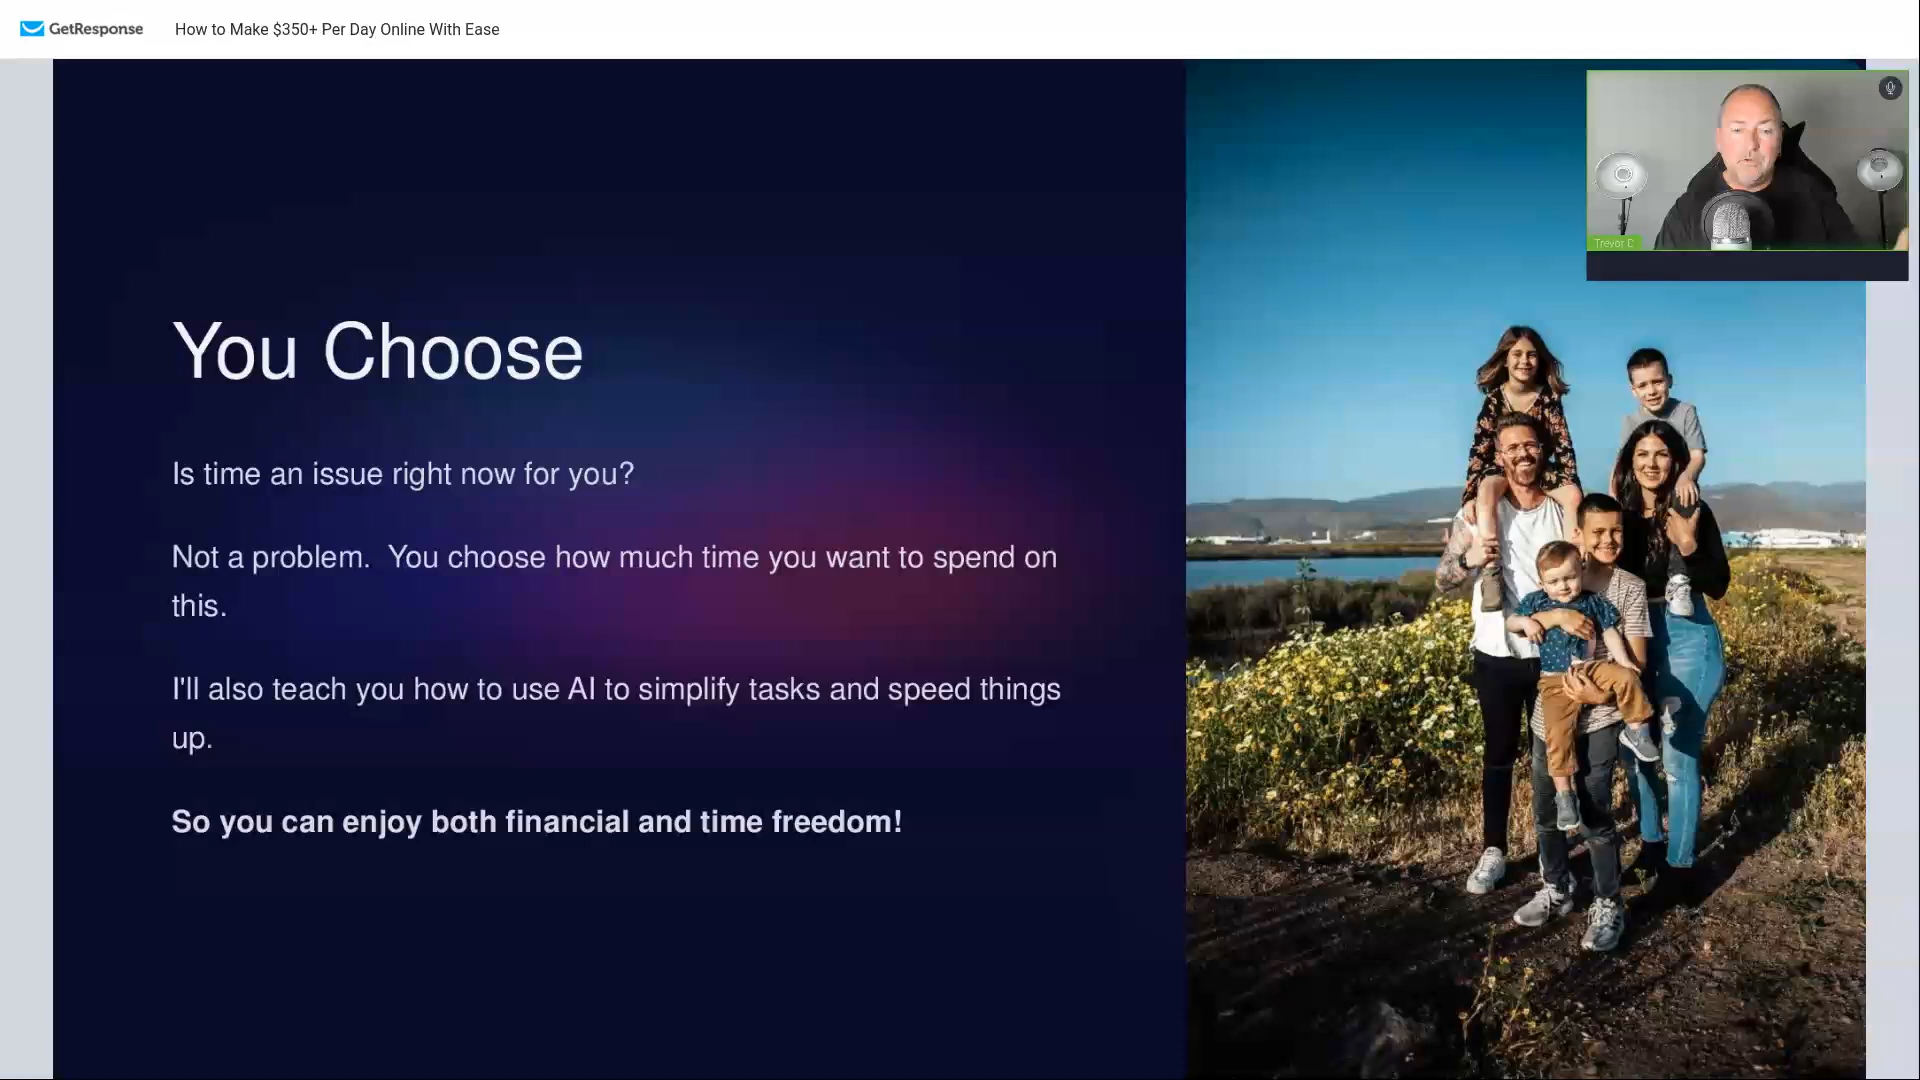 GetResponse
How to Make $350+ Per Day Online With Ease
Trevor C
You Choose
Is time an issue right now for you?
Not a problem.  You choose how much time you want to spend on
this.
I'll also teach you how to use AI to simplify tasks and speed things
up.
So you can enjoy both financial and time freedom!